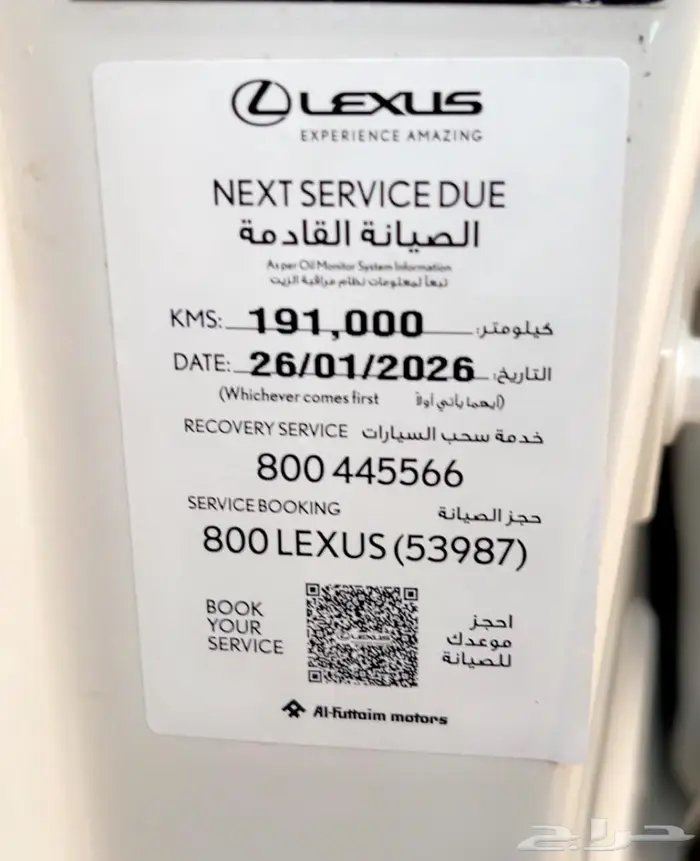 LEXUS
EXPERIENCE AMAZING
NEXT SERVICE DUE
الصيانة القادمة
As per Oil Monitor System Information
تبعاً لمعلومات نظام مراقبة الزيت
KMS: 191,000 كيلومتر:
DATE: 26/01/2026 التاريخ:
(Whichever comes first أيهما يأتي أولاً)
RECOVERY SERVICE خدمة سحب السيارات
800 445566
SERVICE BOOKING حجز الصيانة
800 LEXUS (53987)
BOOK
YOUR
SERVICE
LEXUS
احجز
موعدك
للصيانة
Al-Futtaim motors
حراج